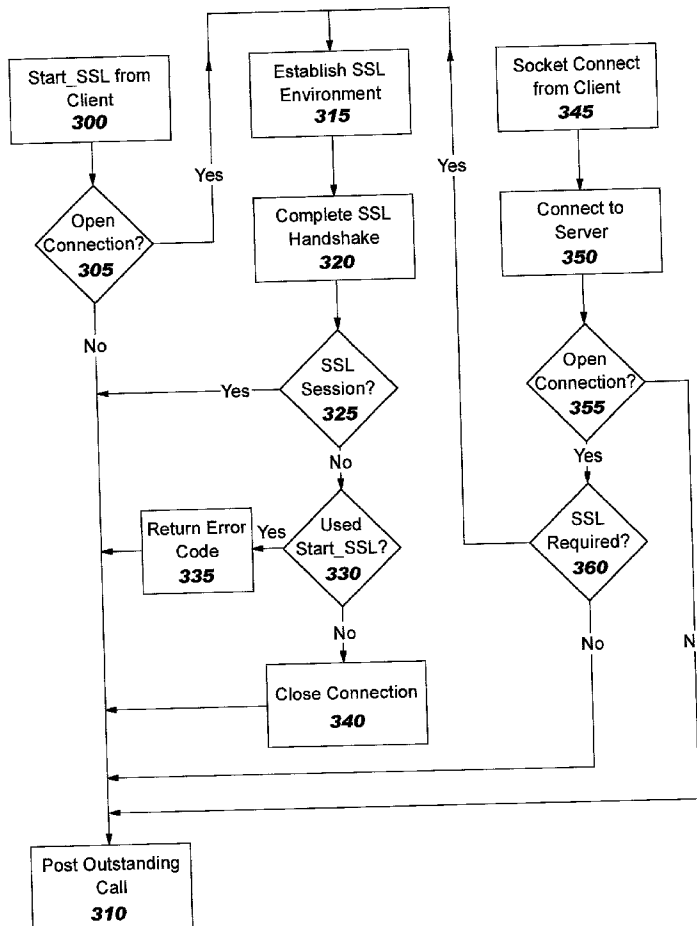 Start_SSL from
Client
300
Open
Connection?
305
Yes
No
Establish SSL
Environment
315
Complete SSL
Handshake
320
SSL
Session?
325
Yes
No
Used
Start_SSL?
330
Yes
Return Error
Code
335
No
Close Connection
340
Socket Connect
from Client
345
Connect to
Server
350
Open
Connection?
355
Yes
N
SSL
Required?
360
Yes
No
Post Outstanding
Call
310